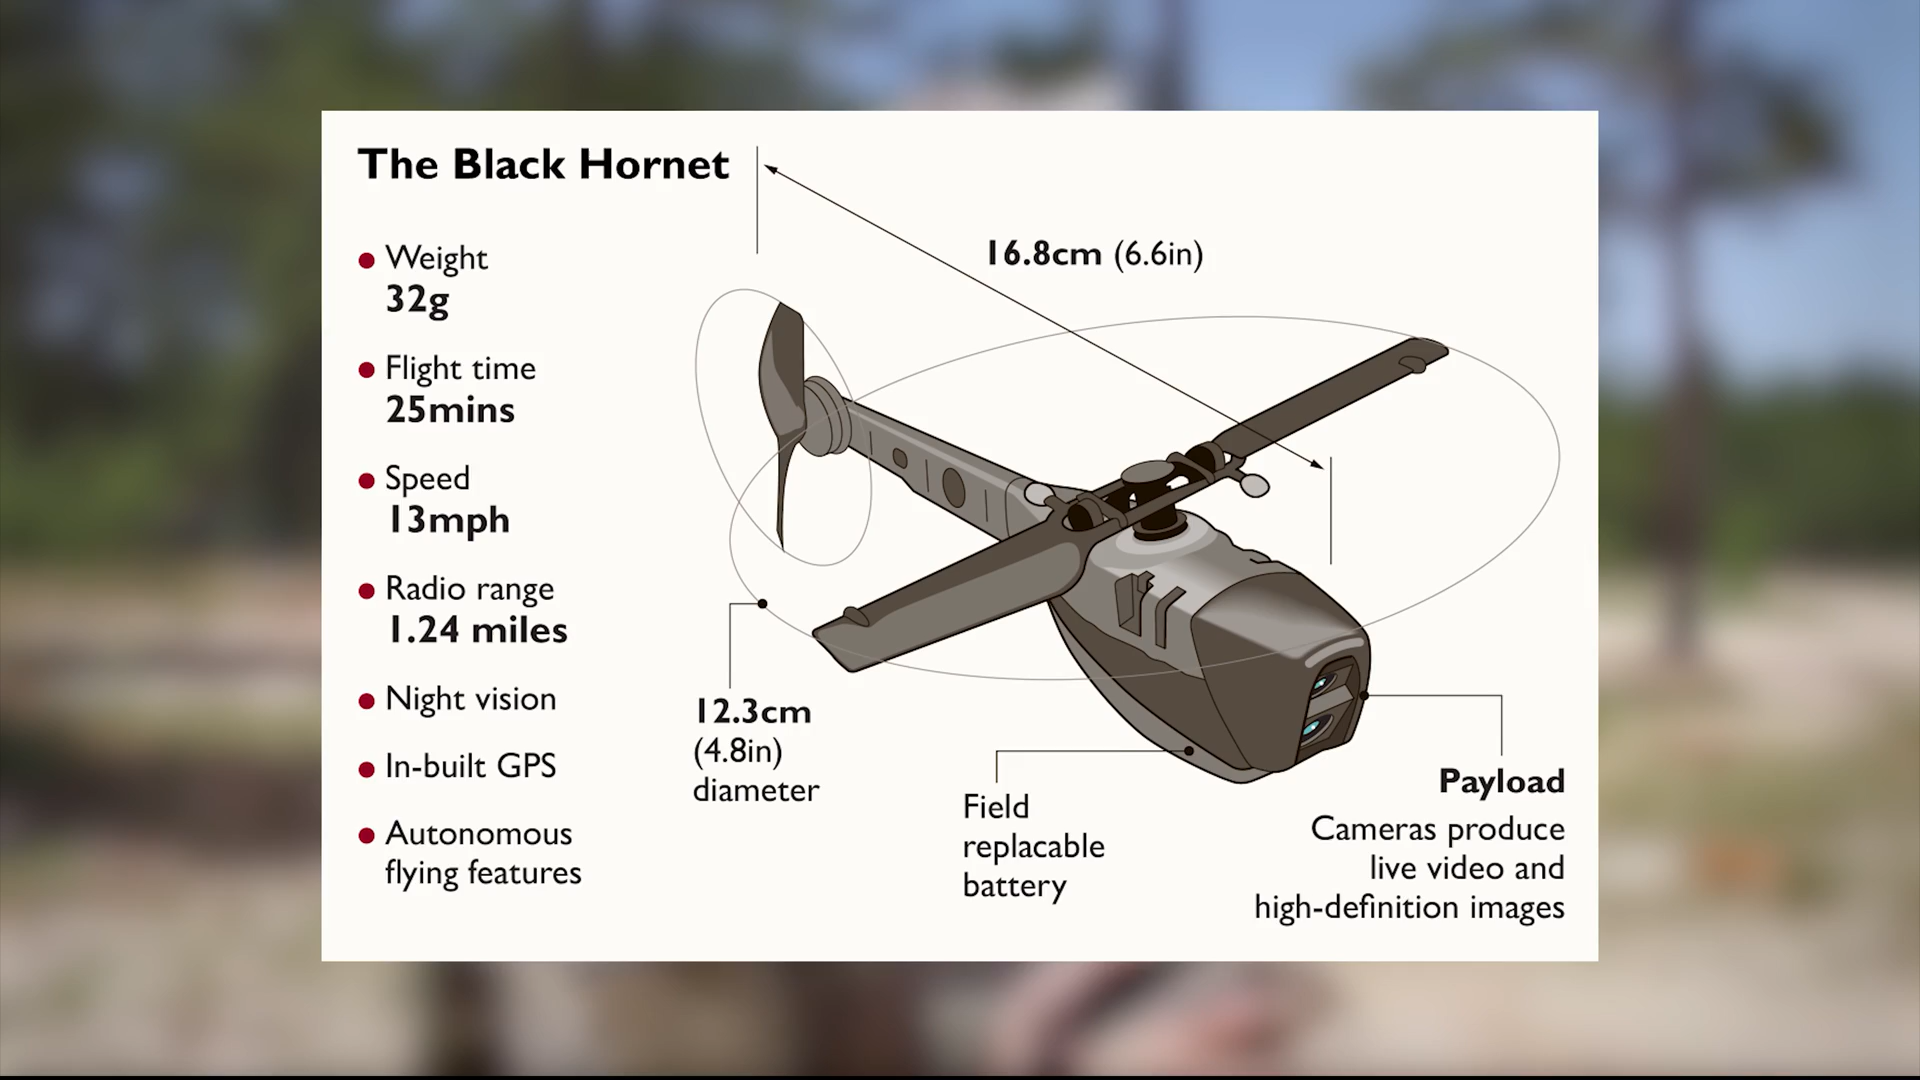 The Black Hornet
Weight
32g
Flight time
25mins
Speed
13mph
Radio range
1.24 miles
Night vision
In-built GPS
Autonomous
flying features
16.8cm (6.6in)
12.3cm
(4.8in)
diameter
Field
replacable
battery
Payload
Cameras produce
live video and
high-definition images